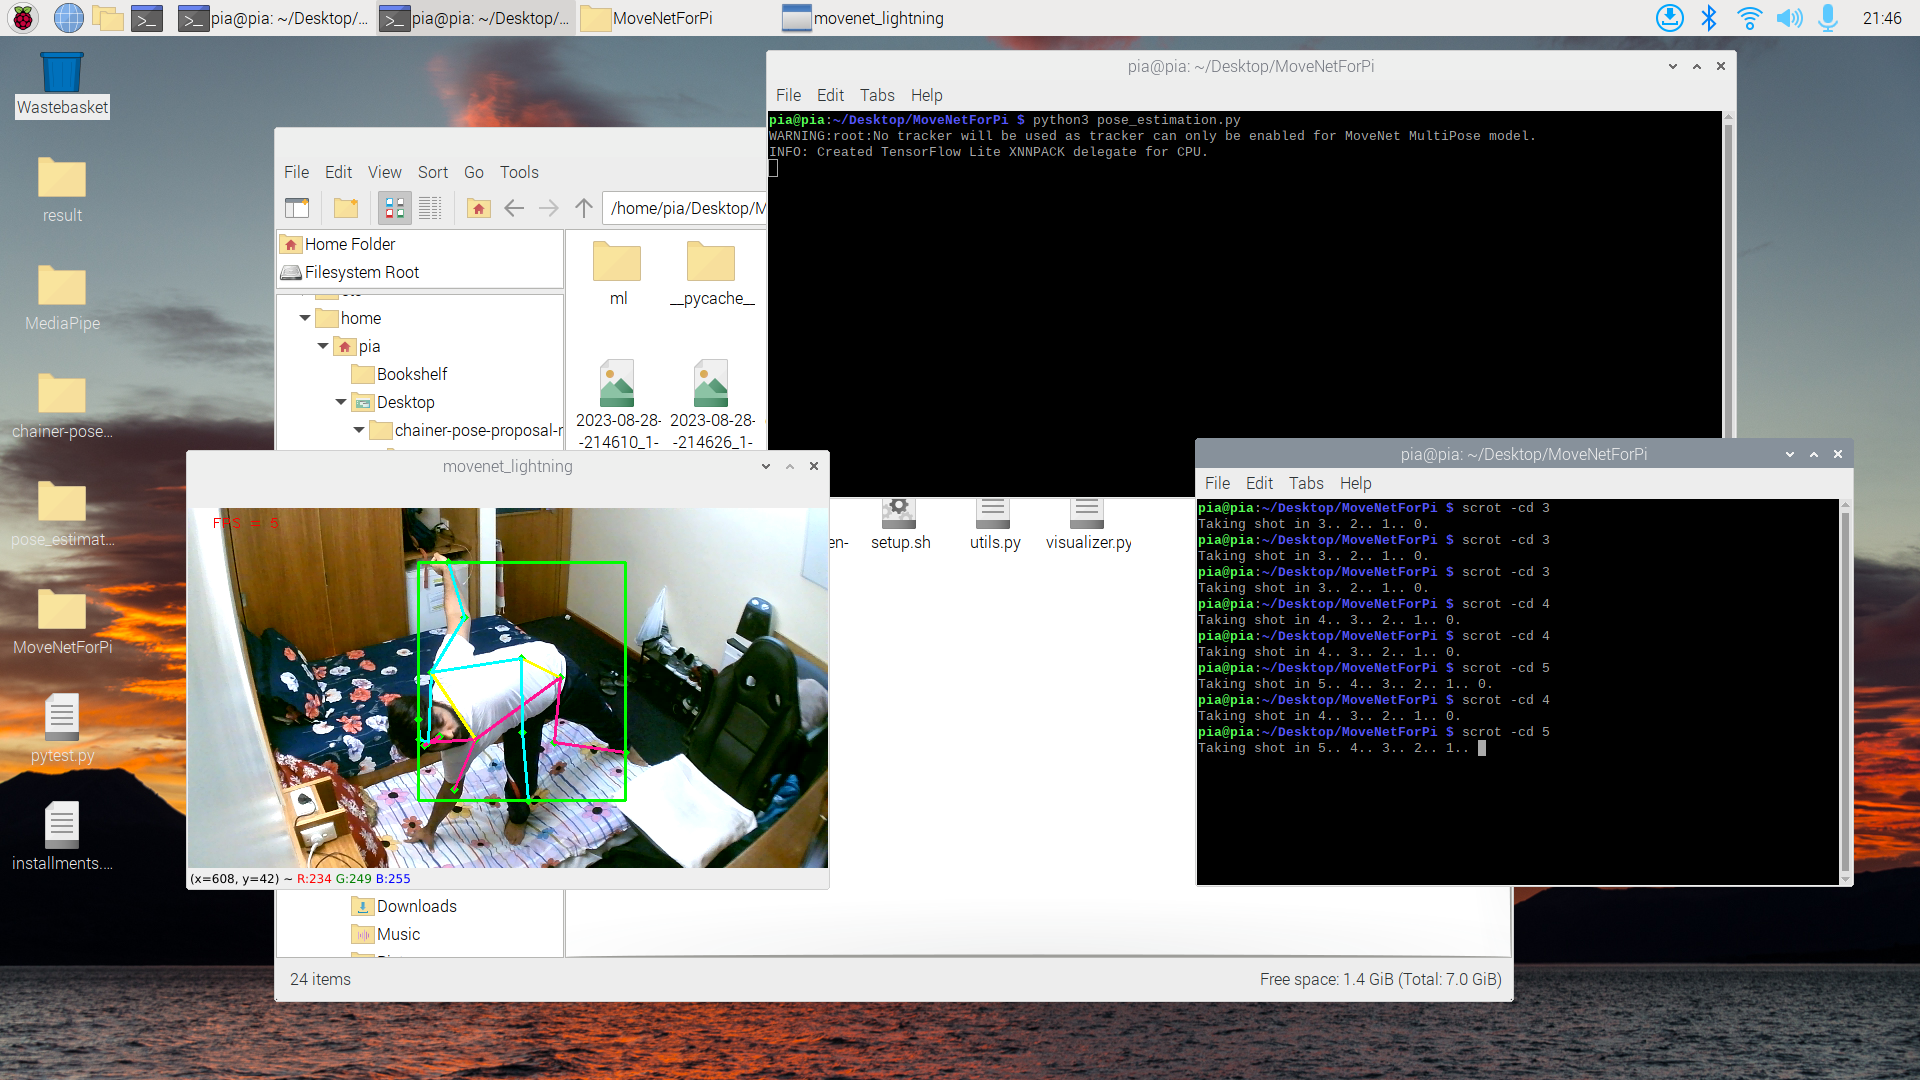 pia@pia: ~/Desktop/...
pia@pia: ~/Desktop/...
MoveNetForPi
movenet_lightning
21:46
Wastebasket
result
MediaPipe
chainer-pose...
pose_estimat...
MoveNetForPi
pytest.py
installments....
pia@pia: ~/Desktop/MoveNetForPi
File Edit Tabs Help
pia@pia:~/Desktop/MoveNetForPi $ python3 pose_estimation.py
WARNING:root:No tracker will be used as tracker can only be enabled for MoveNet MultiPose model.
INFO: Created TensorFlow Lite XNNPACK delegate for CPU.
File Edit View Sort Go Tools
/home/pia/Desktop/M
Home Folder
Filesystem Root
home
pia
Bookshelf
Desktop
chainer-pose-proposal-r
Downloads
Music
ml
__pycache__
2023-08-28-
-214610_1-
2023-08-28-
-214626_1-
en-
setup.sh
utils.py
visualizer.py
24 items
Free space: 1.4 GiB (Total: 7.0 GiB)
movenet_lightning
FPS = 5
(x=608, y=42) ~ R:234 G:249 B:255
pia@pia: ~/Desktop/MoveNetForPi
File Edit Tabs Help
pia@pia:~/Desktop/MoveNetForPi $ scrot -cd 3
Taking shot in 3.. 2.. 1.. 0.
pia@pia:~/Desktop/MoveNetForPi $ scrot -cd 3
Taking shot in 3.. 2.. 1.. 0.
pia@pia:~/Desktop/MoveNetForPi $ scrot -cd 3
Taking shot in 3.. 2.. 1.. 0.
pia@pia:~/Desktop/MoveNetForPi $ scrot -cd 4
Taking shot in 4.. 3.. 2.. 1.. 0.
pia@pia:~/Desktop/MoveNetForPi $ scrot -cd 4
Taking shot in 4.. 3.. 2.. 1.. 0.
pia@pia:~/Desktop/MoveNetForPi $ scrot -cd 5
Taking shot in 5.. 4.. 3.. 2.. 1.. 0.
pia@pia:~/Desktop/MoveNetForPi $ scrot -cd 4
Taking shot in 4.. 3.. 2.. 1.. 0.
pia@pia:~/Desktop/MoveNetForPi $ scrot -cd 5
Taking shot in 5.. 4.. 3.. 2.. 1..